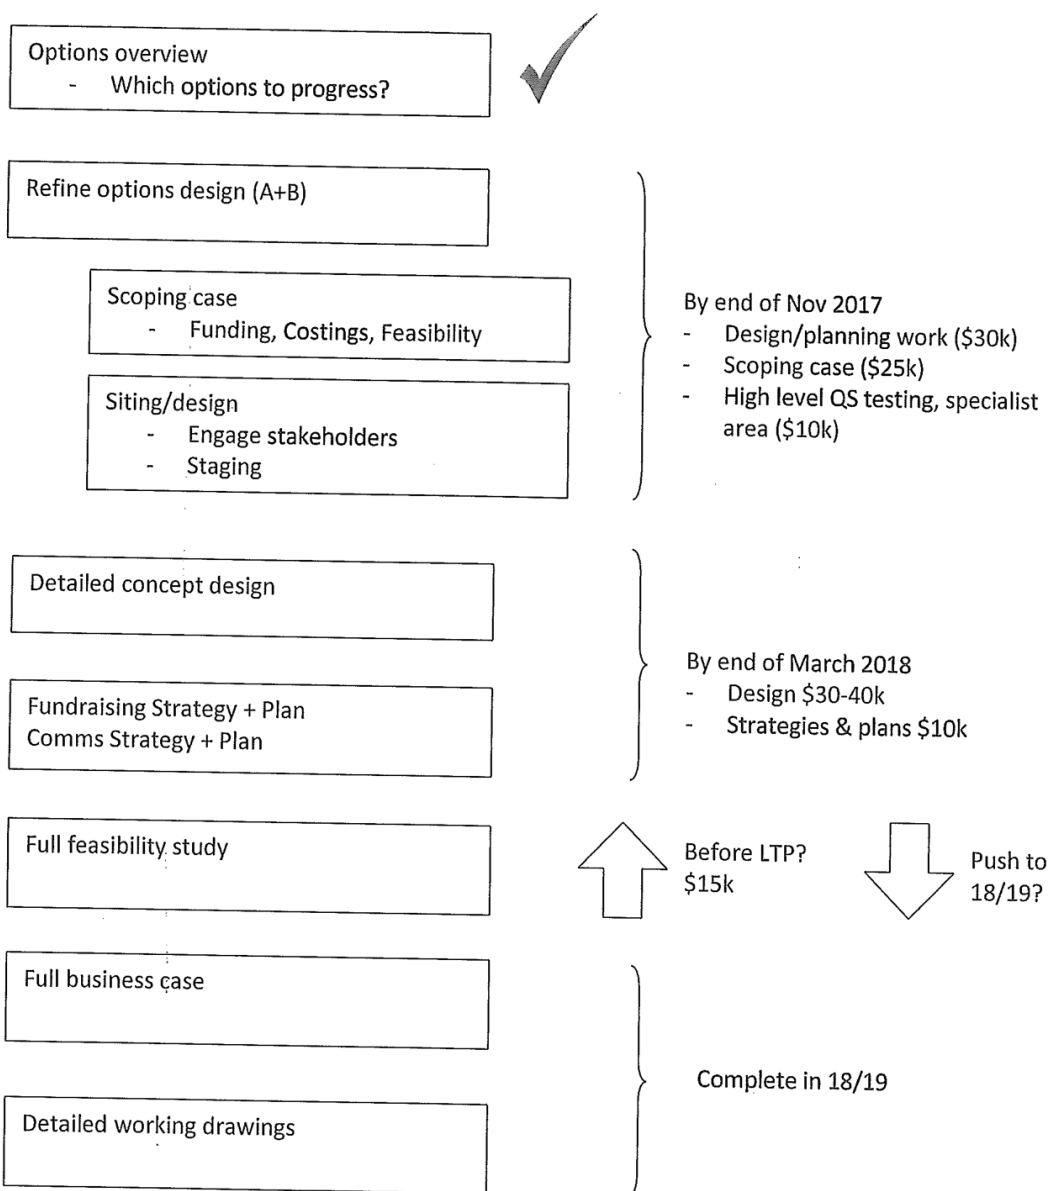 Options overview
- Which options to progress?
Refine options design (A+B)
Scoping case
- Funding, Costings, Feasibility
Siting/design
- Engage stakeholders
- Staging
By end of Nov 2017
- Design/planning work ($30k)
- Scoping case ($25k)
- High level QS testing, specialist
area ($10k)
Detailed concept design
Fundraising Strategy + Plan
Comms Strategy + Plan
By end of March 2018
- Design $30-40k
- Strategies & plans $10k
Full feasibility study
Before LTP?
$15k
Push to
18/19?
Full business case
Detailed working drawings
Complete in 18/19